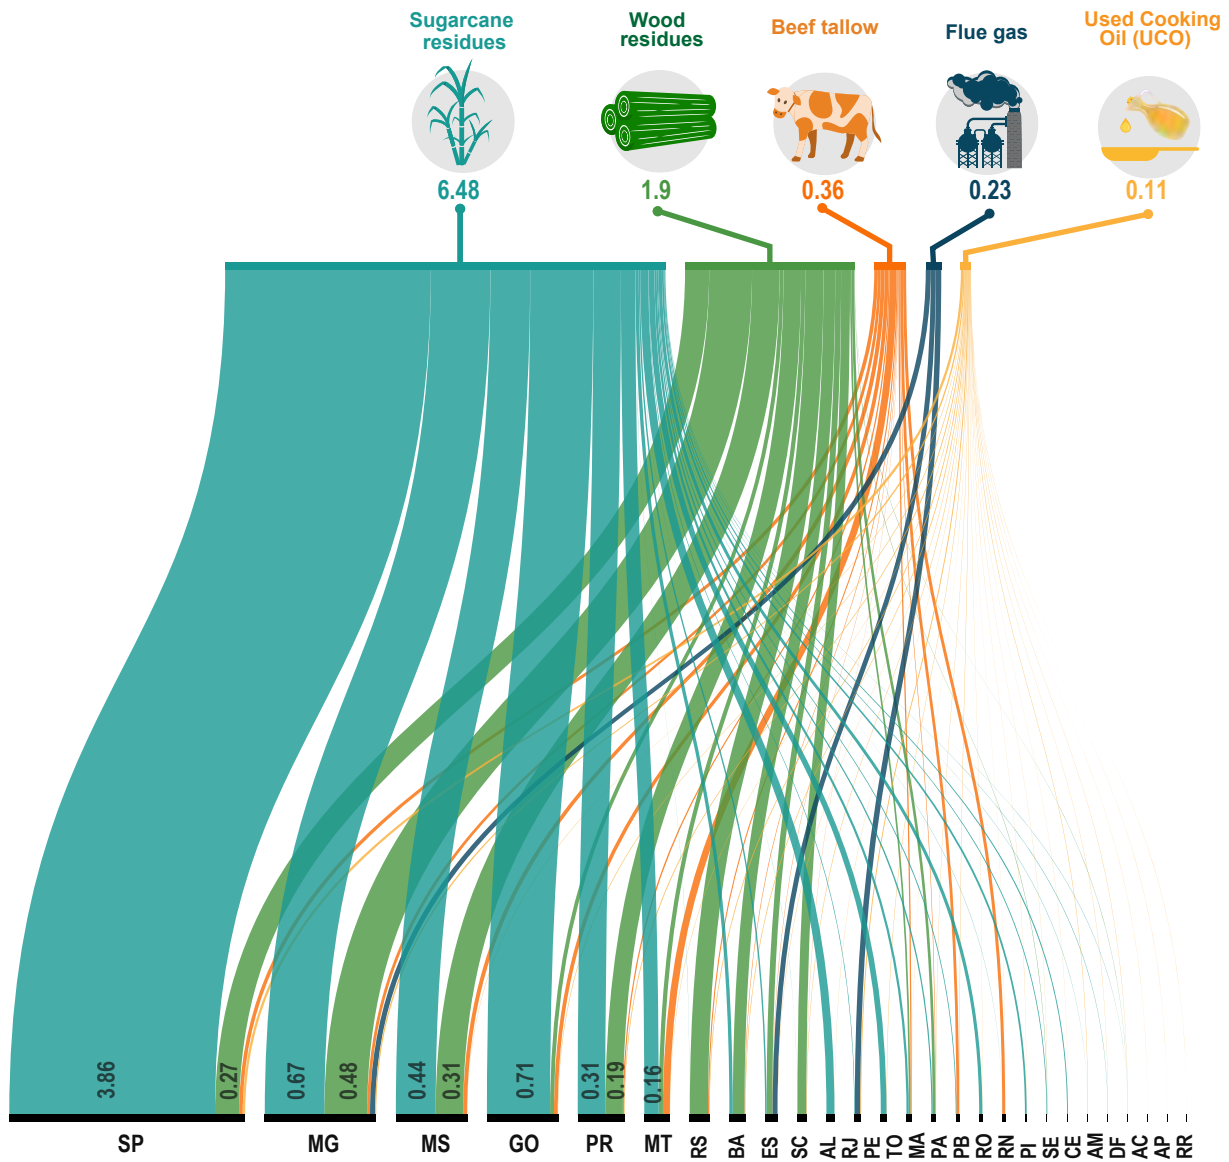 Sugarcane
residues
Wood
residues
Beef tallow
Flue gas
Used Cooking
Oil (UCO)
6.48
1.9
0.36
0.23
0.11
3.86
0.27
0.67
0.48
0.44
0.31
0.71
0.31
0.19
0.16
SP
MG
MS
GO
PR
MT
RS
BA
ES
SC
AL
RJ
PE
TO
MA
PA
PB
RO
RN
PI
SE
CE
AM
DF
AC
AP
RR